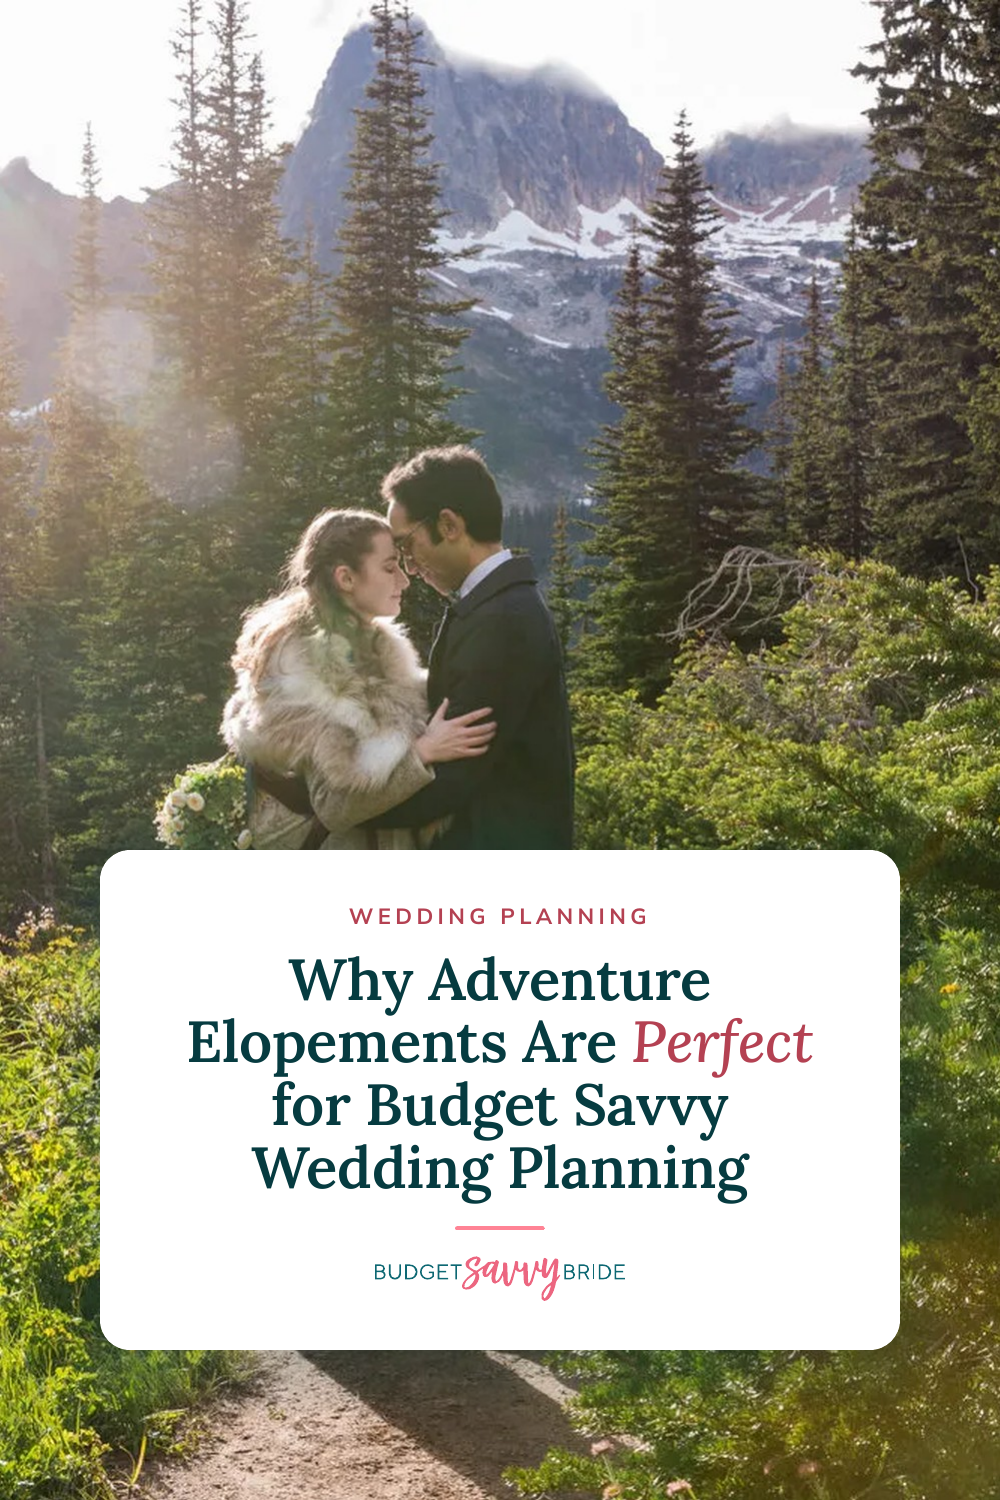 WEDDING PLANNING
Why Adventure
Elopements Are Perfect
for Budget Savvy
Wedding Planning
BUDGET savvy BRIDE